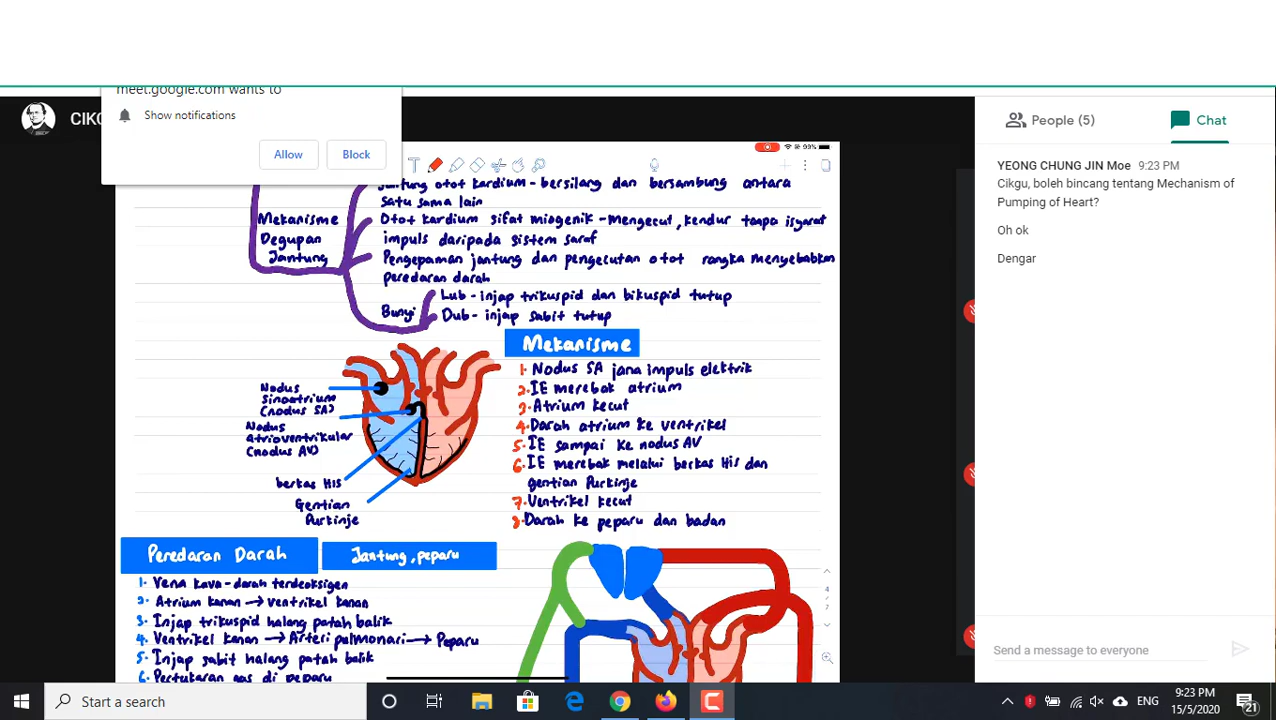 meet.google.com wants to
Show notifications
Allow
Block
99%
People (5)
Chat
YEONG CHUNG JIN Moe 9:23 PM
Cikgu, boleh bincang tentang Mechanism of
Pumping of Heart?
Oh ok
Dengar
Send a message to everyone
Jantung otot kardium - bersilang dan bersambung antara
satu sama lain
Mekanisme
Degupan
Jantung
Otot kardium sifat miogenik - Mengecut, kendur tanpa isyarat
impuls daripada sistem saraf
Pengepaman jantung dan pengecutan otot rangka menyebabkan
peredaran darah
Bunyi
Lub - injap trikuspid dan bikuspid tutup
Dub - injap sabit tutup
Mekanisme
1. Nodus SA jana impuls elektrik
2. IE merebak atrium
3. Atrium kecut
4. Darah atrium ke ventrikel
5. IE sampai ke nodus AV
6. IE merebak melalui berkas His dan
gentian Purkinje
7. Ventrikel kecut
8. Darah ke peparu dan badan
Nodus
Sinoatrium
(nodus SA)
Nodus
Atrioventrikular
(nodus AV)
berkas His
Gentian
Purkinje
Peredaran Darah
Jantung, peparu
1. Vena kava - darah terdeoksigen
2. Atrium kanan → ventrikel kanan
3. Injap trikuspid halang patah balik
4. Ventrikel kanan → Arteri pulmonari → Peparu
5. Injap sabit halang patah balik
6. Pertukaran gas di peparu
Start a search
ENG
9:23 PM
15/5/2020
21